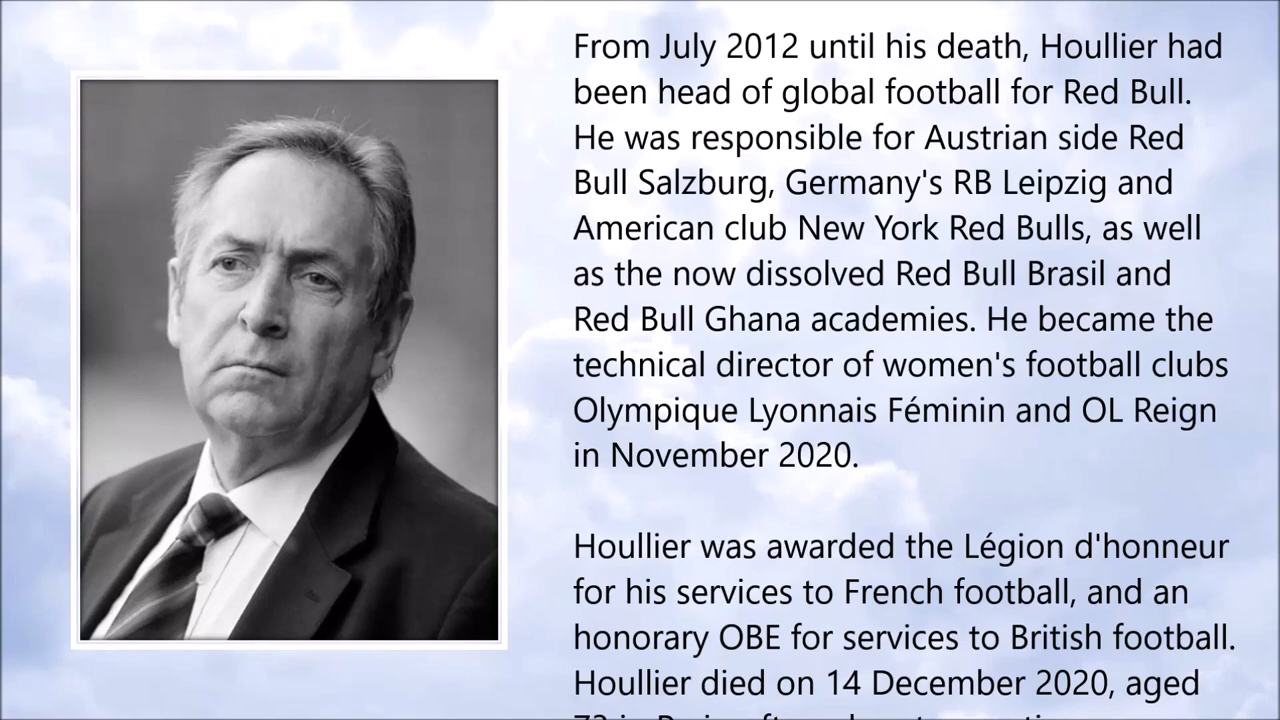 From July 2012 until his death, Houllier had
been head of global football for Red Bull.
He was responsible for Austrian side Red
Bull Salzburg, Germany's RB Leipzig and
American club New York Red Bulls, as well
as the now dissolved Red Bull Brasil and
Red Bull Ghana academies. He became the
technical director of women's football clubs
Olympique Lyonnais Féminin and OL Reign
in November 2020.
Houllier was awarded the Légion d'honneur
for his services to French football, and an
honorary OBE for services to British football.
Houllier died on 14 December 2020, aged